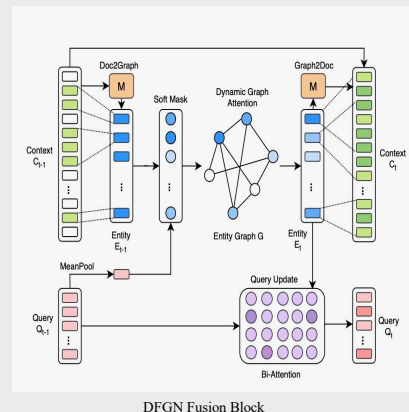 Doc2Graph
M
Soft Mask
Dynamic Graph
Attention
Graph2Doc
M
Context
C t-1
Entity
E t-1
Entity Graph G
Entity
E t
Context
C t
MeanPool
Query
Q t-1
Query Update
Bi-Attention
Query
Q t
DFGN Fusion Block